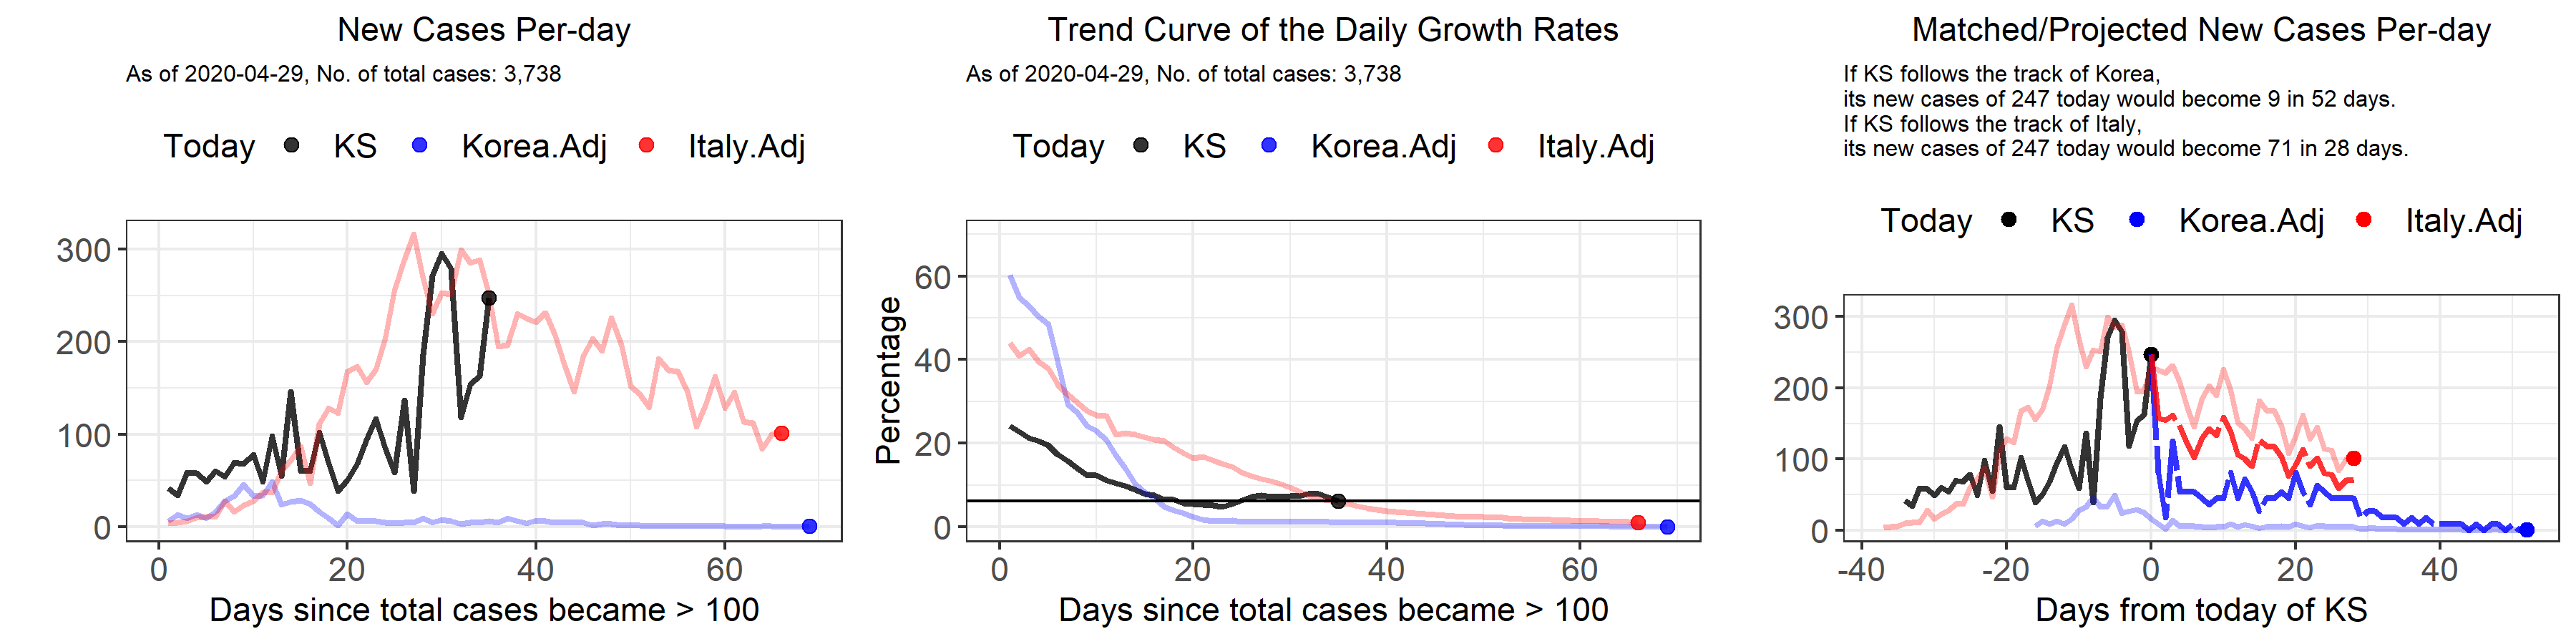 New Cases Per-day
As of 2020-04-29, No. of total cases: 3,738
Today KS Korea.Adj Italy.Adj
300
200
100
0
0 20 40 60
Days since total cases became > 100
Trend Curve of the Daily Growth Rates
As of 2020-04-29, No. of total cases: 3,738
Today KS Korea.Adj Italy.Adj
Percentage
60
40
20
0
0 20 40 60
Days since total cases became > 100
Matched/Projected New Cases Per-day
If KS follows the track of Korea,
its new cases of 247 today would become 9 in 52 days.
If KS follows the track of Italy,
its new cases of 247 today would become 71 in 28 days.
Today KS Korea.Adj Italy.Adj
300
200
100
0
-40 -20 0 20 40
Days from today of KS